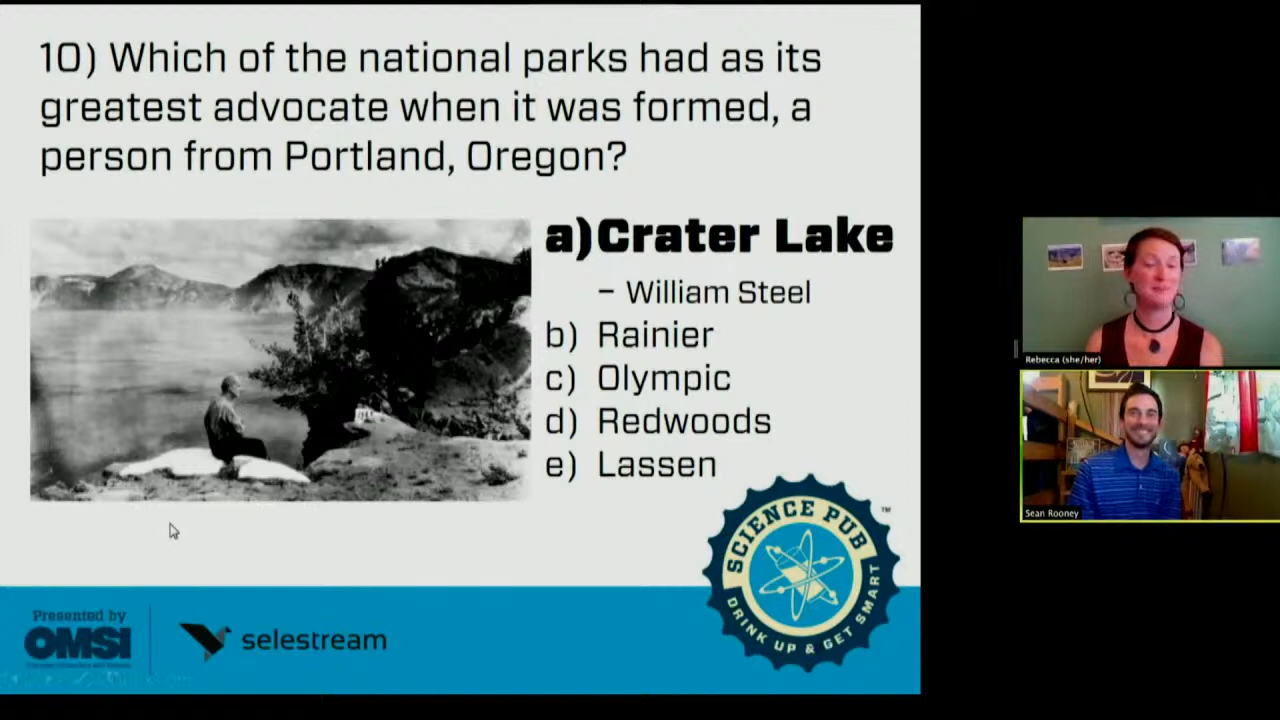 10) Which of the national parks had as its
greatest advocate when it was formed, a
person from Portland, Oregon?
a) Crater Lake
– William Steel
b) Rainier
c) Olympic
d) Redwoods
e) Lassen
SCIENCE PUB
DRINK UP & GET SMART
™
Presented by
OMSI
selestream
Rebecca (she/her)
Sean Rooney